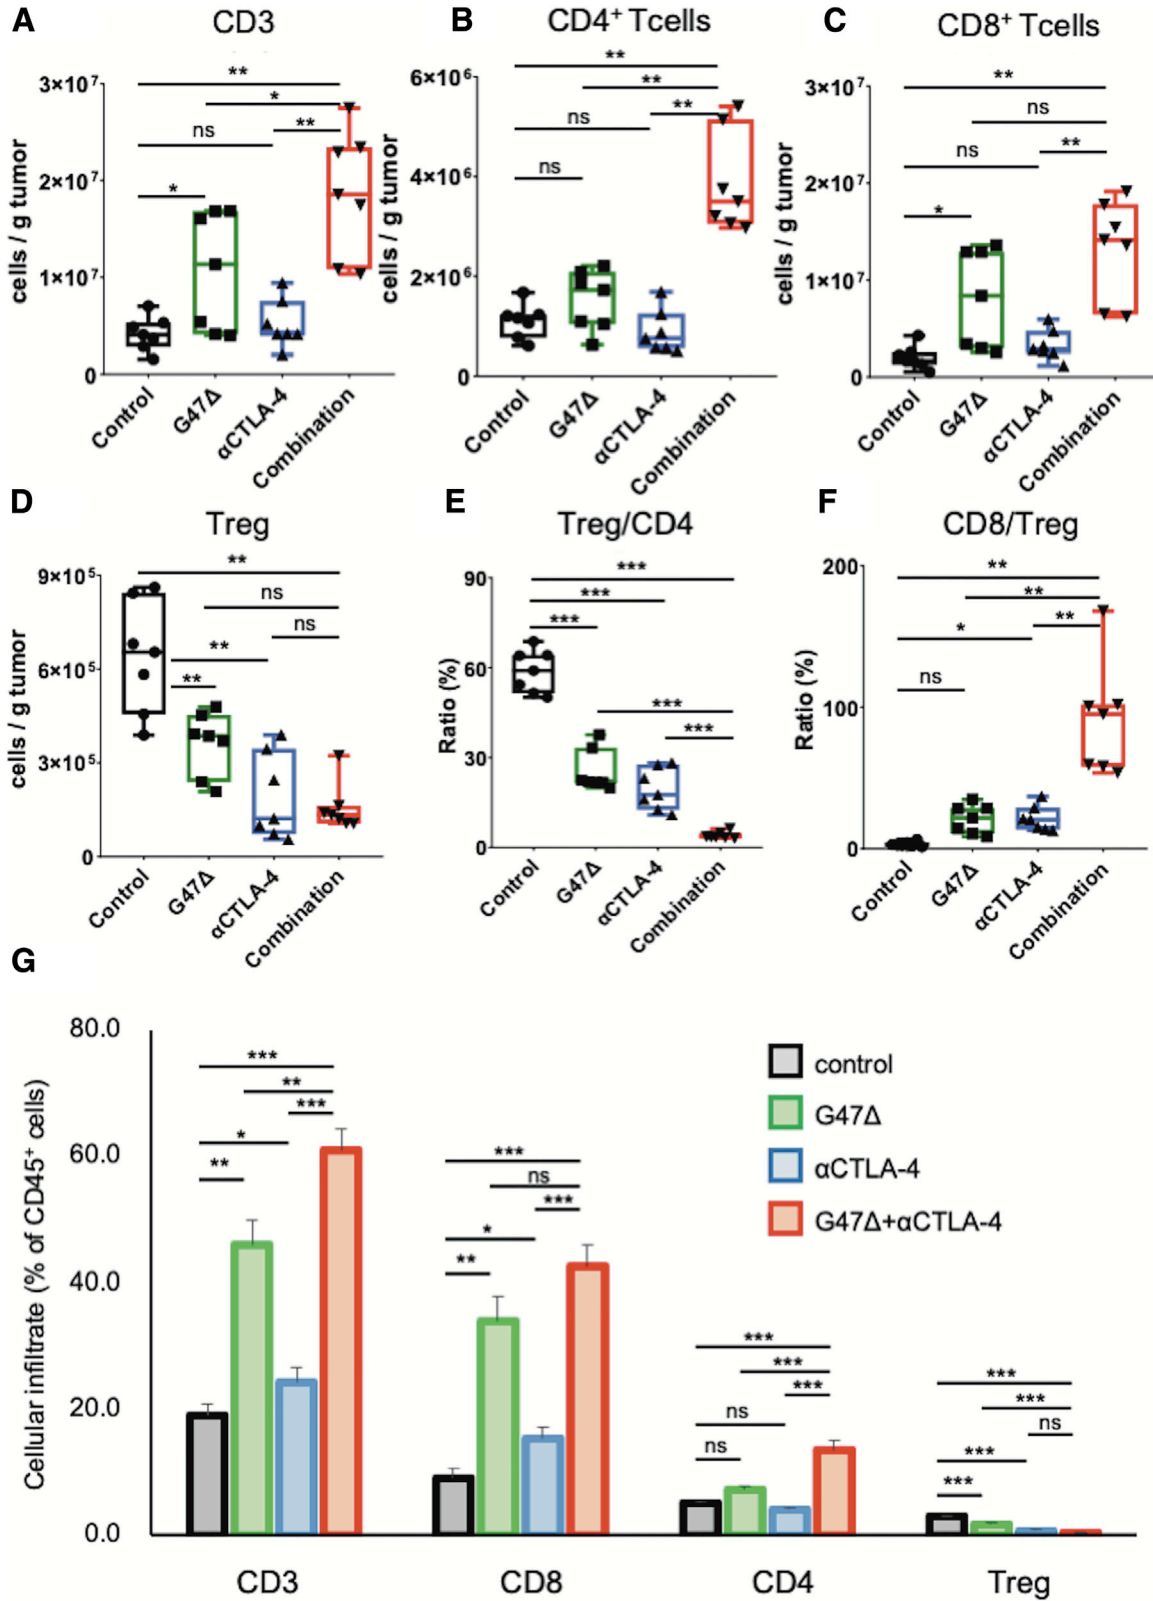 A
CD3
3×10⁷
2×10⁷
1×10⁷
0
cells / g tumor
**
*
ns
**
*
Control
G47Δ
αCTLA-4
Combination
B
CD4⁺ Tcells
6×10⁶
4×10⁶
2×10⁶
0
cells / g tumor
**
**
**
ns
ns
Control
G47Δ
αCTLA-4
Combination
C
CD8⁺ Tcells
3×10⁷
2×10⁷
1×10⁷
0
cells / g tumor
**
ns
**
ns
*
Control
G47Δ
αCTLA-4
Combination
D
Treg
9×10⁵
6×10⁵
3×10⁵
0
cells / g tumor
**
ns
ns
**
**
Control
G47Δ
αCTLA-4
Combination
E
Treg/CD4
90
60
30
0
Ratio (%)
***
***
***
***
***
Control
G47Δ
αCTLA-4
Combination
F
CD8/Treg
200
100
0
Ratio (%)
**
**
**
*
ns
Control
G47Δ
αCTLA-4
Combination
G
80.0
60.0
40.0
20.0
0.0
Cellular infiltrate (% of CD45⁺ cells)
***
**
***
*
**
***
ns
***
*
**
***
***
***
ns
ns
***
***
ns
***
***
control
G47Δ
αCTLA-4
G47Δ+αCTLA-4
CD3
CD8
CD4
Treg